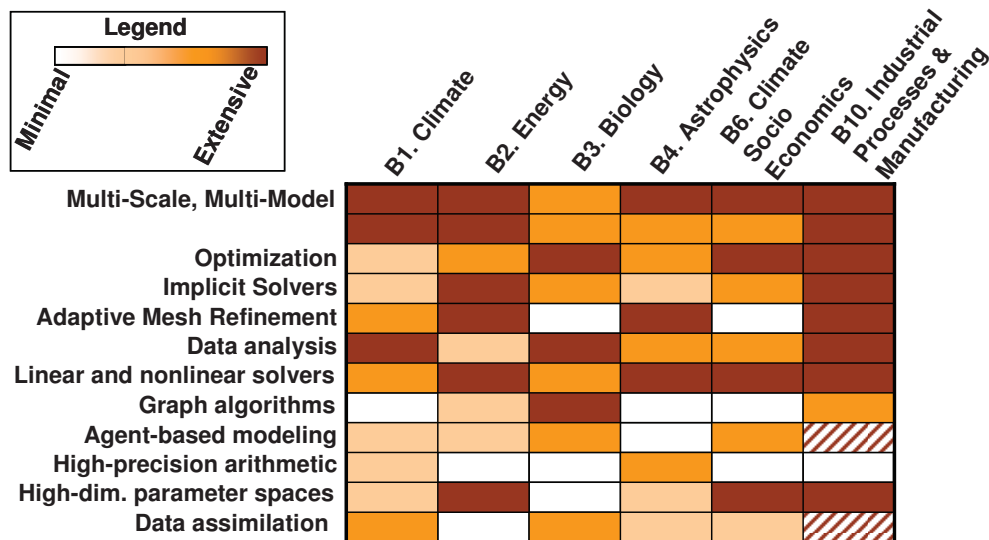 Legend
Minimal
Extensive
B1. Climate
B2. Energy
B3. Biology
B4. Astrophysics
B6. Climate
Socio
Economics
B10. Industrial
Processes &
Manufacturing
Multi-Scale, Multi-Model
Optimization
Implicit Solvers
Adaptive Mesh Refinement
Data analysis
Linear and nonlinear solvers
Graph algorithms
Agent-based modeling
High-precision arithmetic
High-dim. parameter spaces
Data assimilation